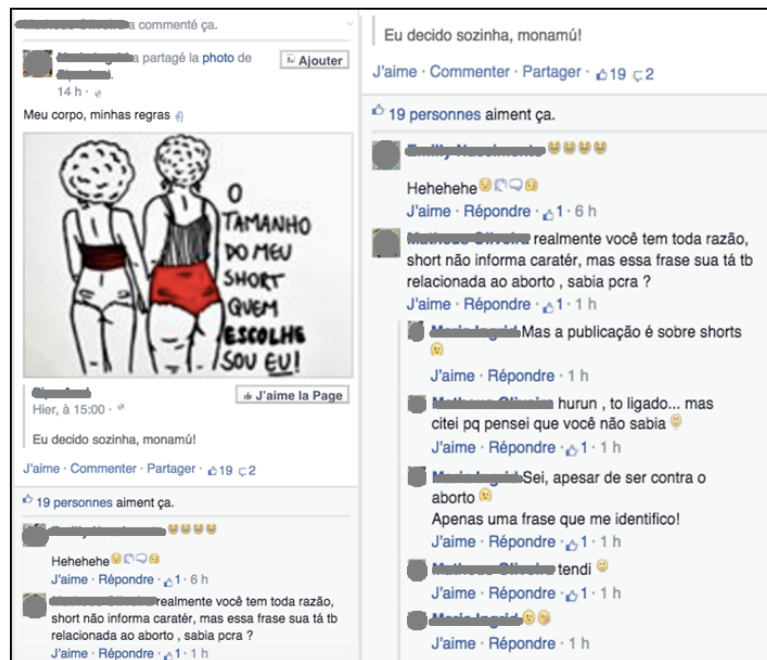 a commenté ça.
a partagé la photo de
14 h ·
Ajouter
Meu corpo, minhas regras
O
TAMANHO
DO MEU
SHORT
QUEM
ESCOLHE
SOU EU!
Hier, à 15:00 ·
J'aime la Page
Eu decido sozinha, monamú!
J'aime · Commenter · Partager · 19 2
19 personnes aiment ça.
Hehehehe
J'aime · Répondre · 1 · 6 h
realmente você tem toda razão,
short não informa caratér, mas essa frase sua tá tb
relacionada ao aborto , sabia pcra ?
J'aime · Répondre · 1 · 1 h
Eu decido sozinha, monamú!
J'aime · Commenter · Partager · 19 2
19 personnes aiment ça.
Hehehehe
J'aime · Répondre · 1 · 6 h
realmente você tem toda razão,
short não informa caratér, mas essa frase sua tá tb
relacionada ao aborto , sabia pcra ?
J'aime · Répondre · 1 · 1 h
Mas a publicação é sobre shorts
J'aime · Répondre · 1 h
hurun , to ligado... mas
citei pq pensei que você não sabia
J'aime · Répondre · 1 · 1 h
Sei, apesar de ser contra o
aborto
Apenas uma frase que me identifico!
J'aime · Répondre · 1 · 1 h
tendi
J'aime · Répondre · 1 · 1 h
J'aime · Répondre · 1 h